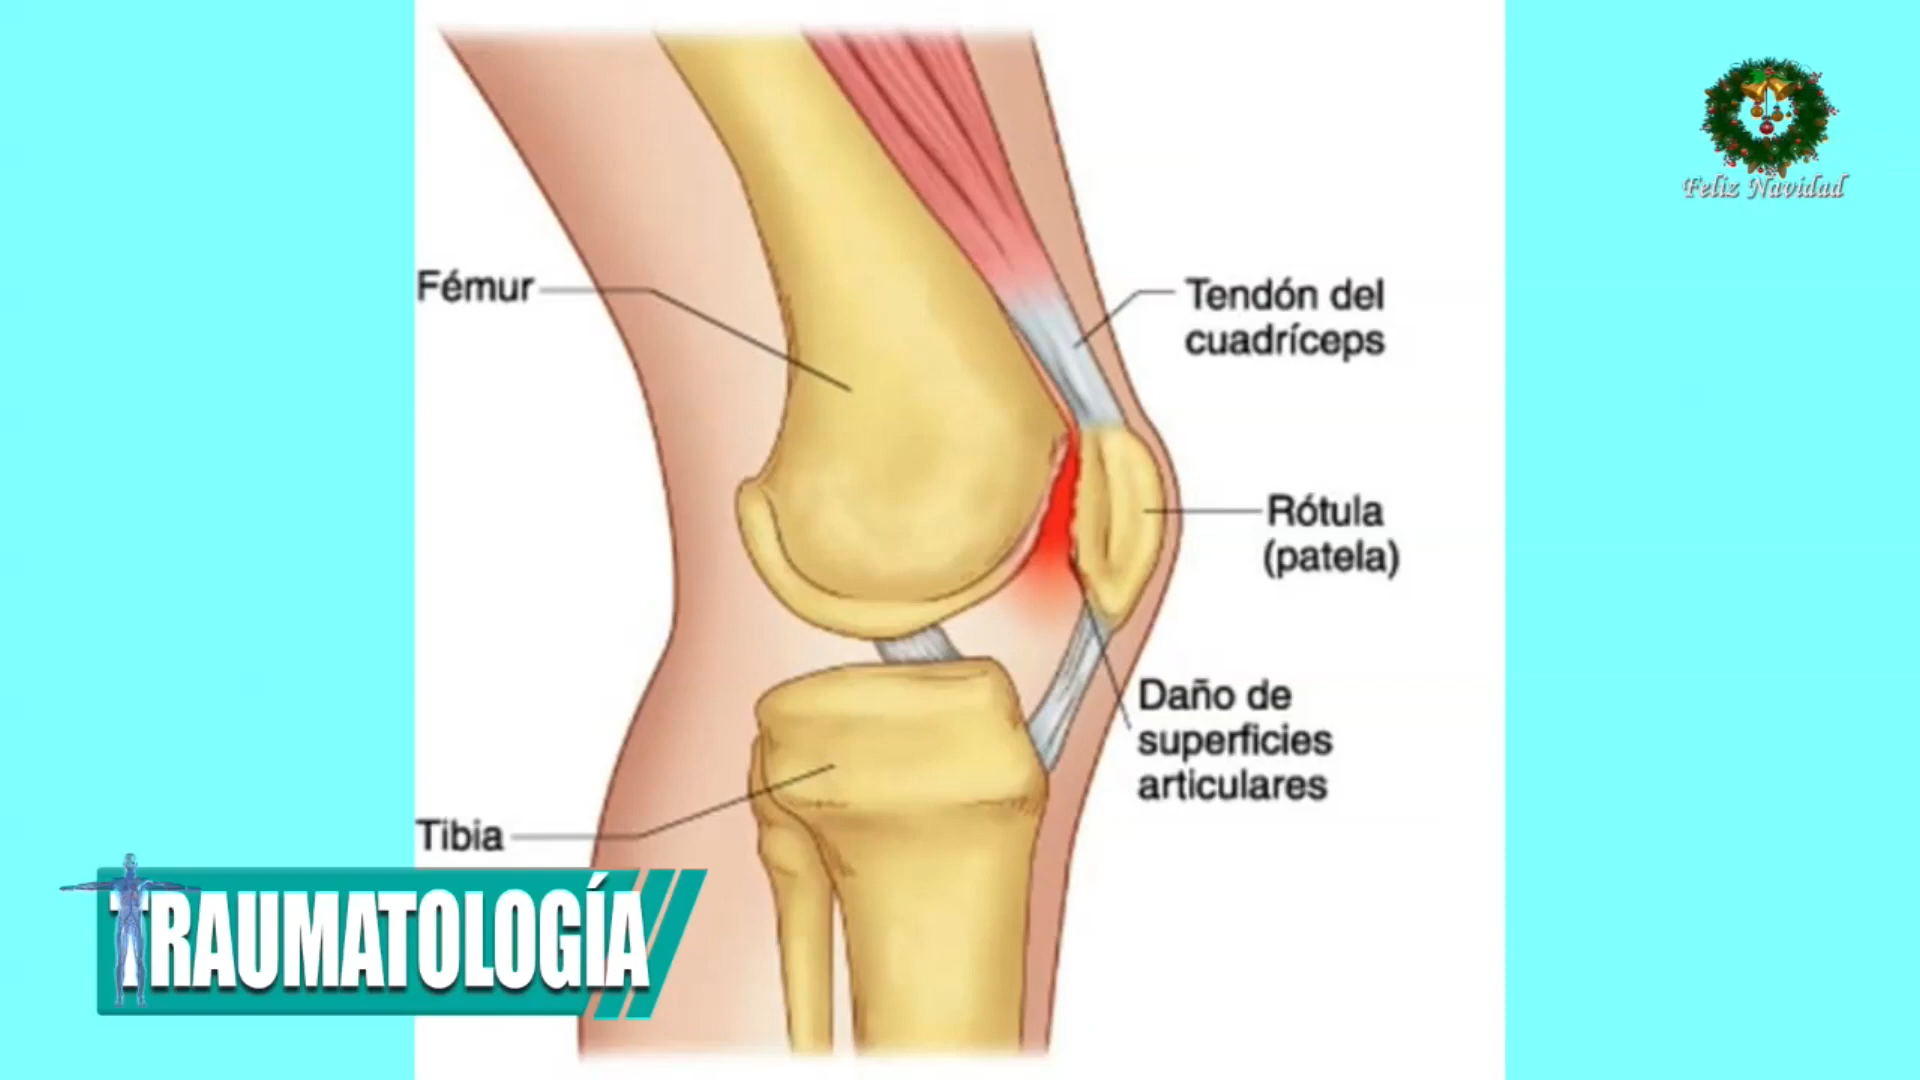 Feliz Navidad
Fémur
Tendón del
cuadríceps
Rótula
(patela)
Daño de
superficies
articulares
Tibia
TRAUMATOLOGÍA